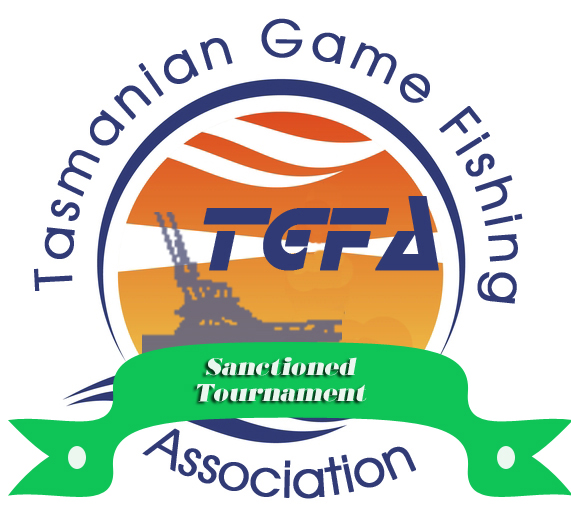 Tasmanian Game Fishing
TGFA
Sanctioned
Tournament
Association